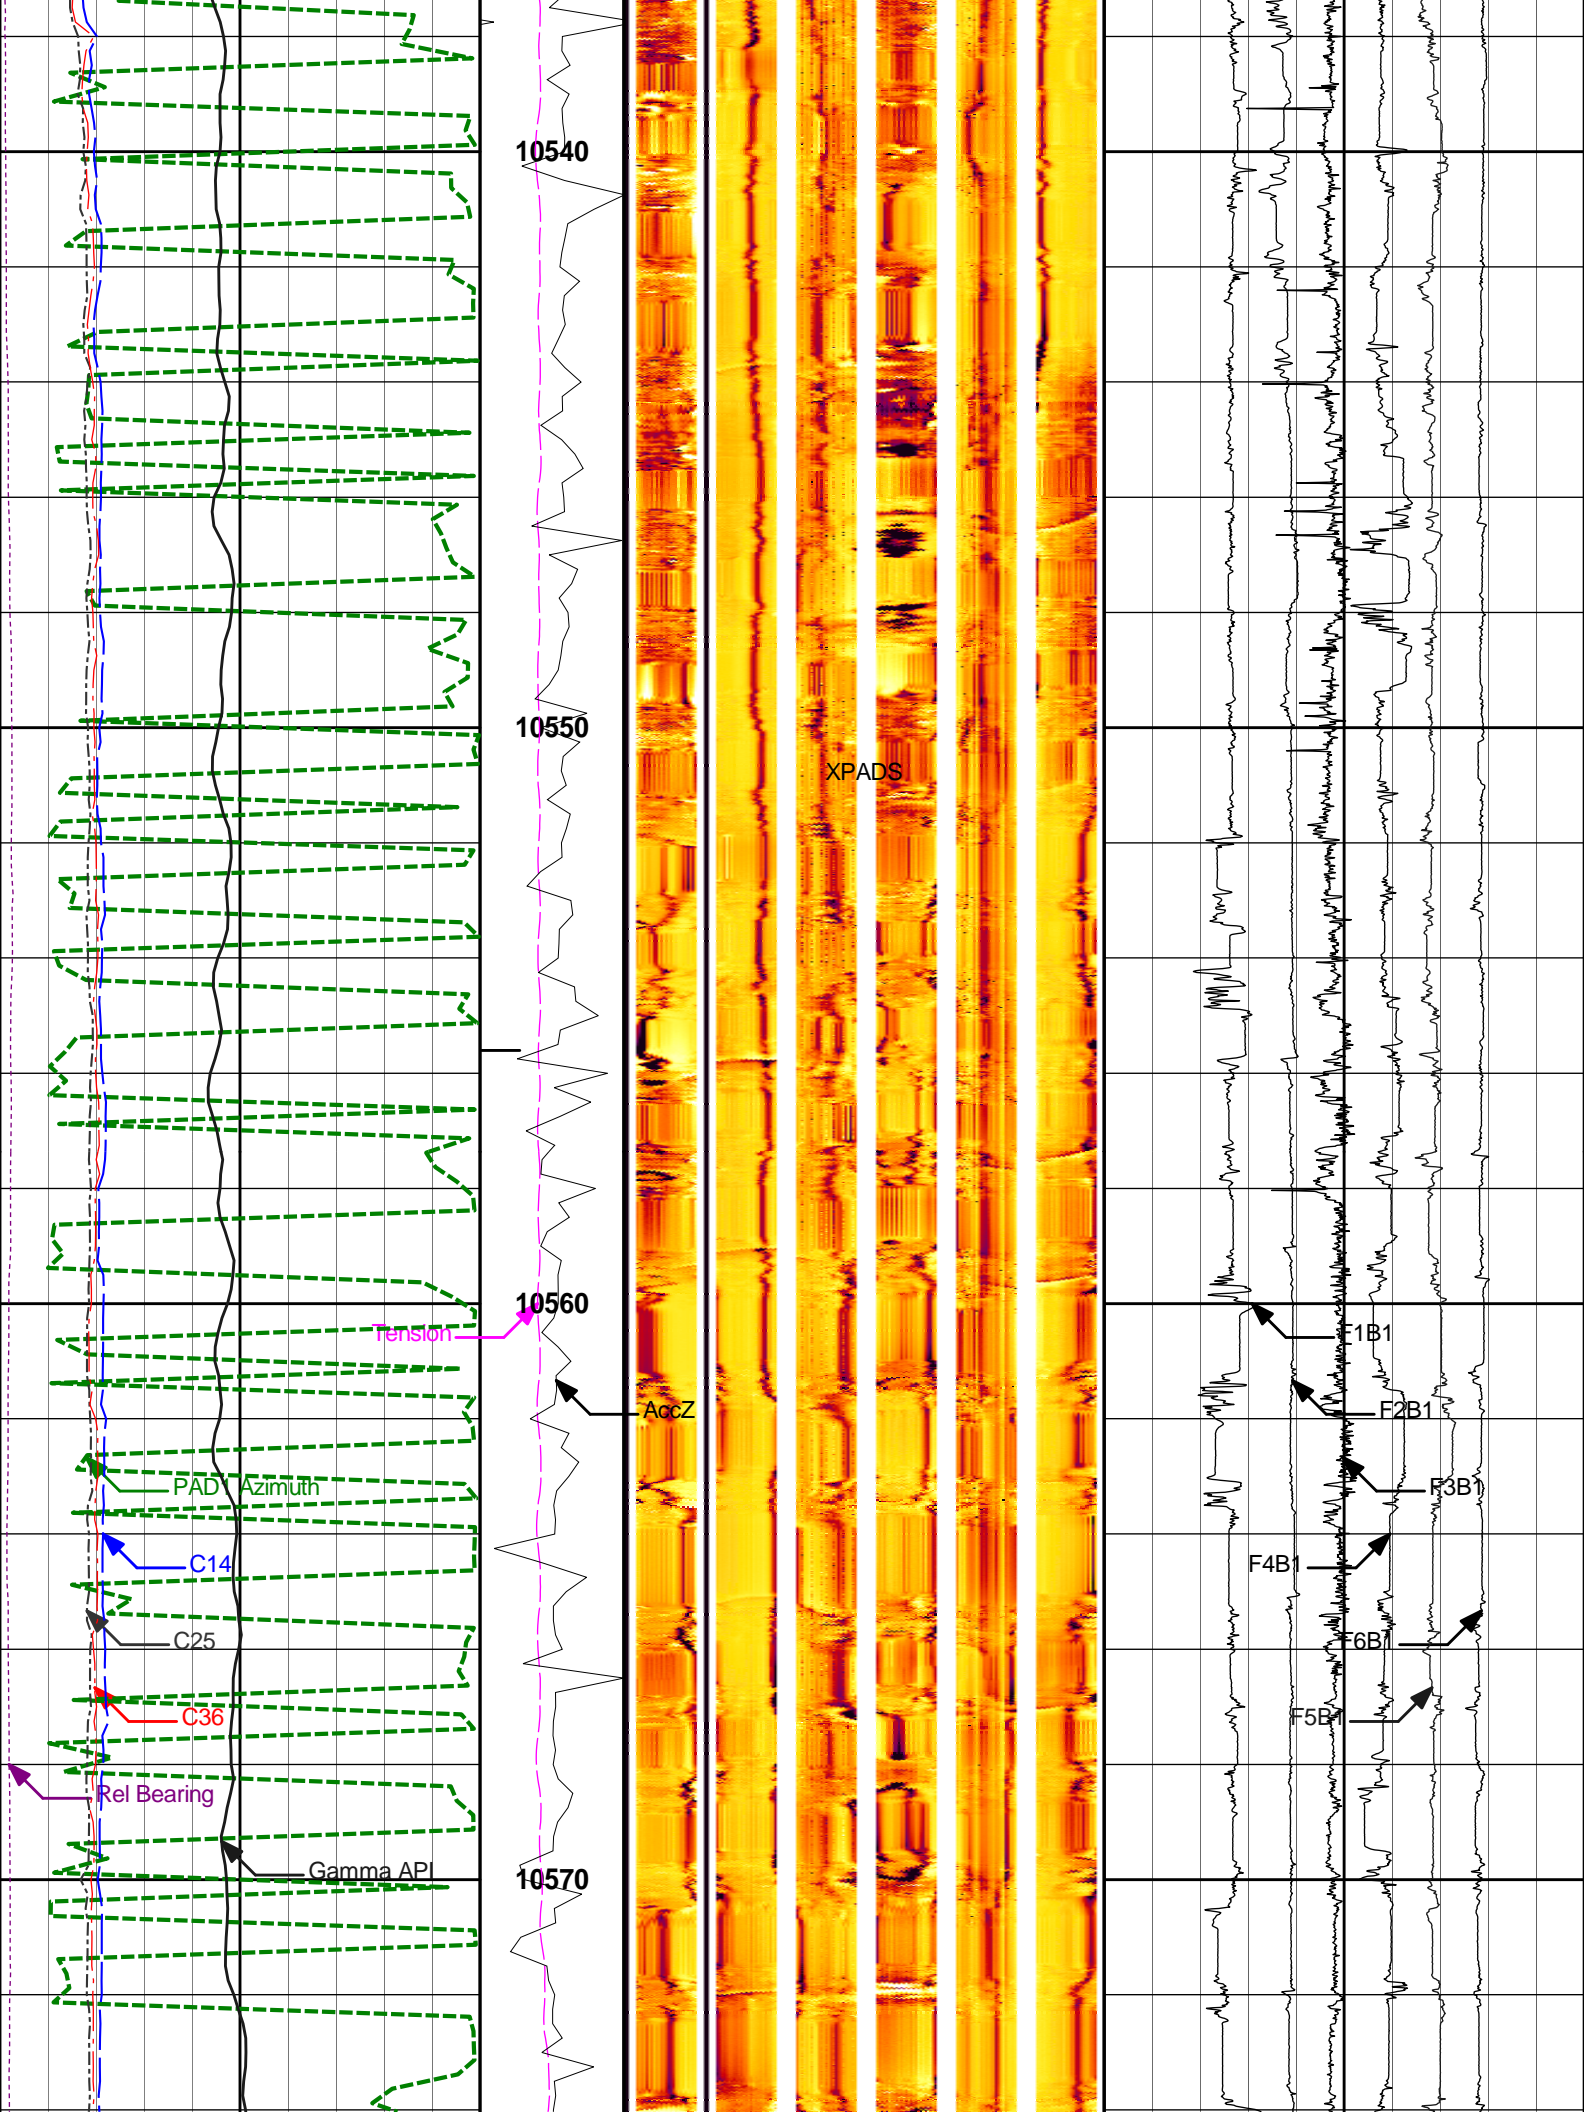 10540
10550
XPADS
10560
Tension
F1B1
AccZ
F2B1
PAD1 Azimuth
F3B1
C14
F4B1
C25
F6B1
C36
F5B1
Rel Bearing
Gamma API
10570